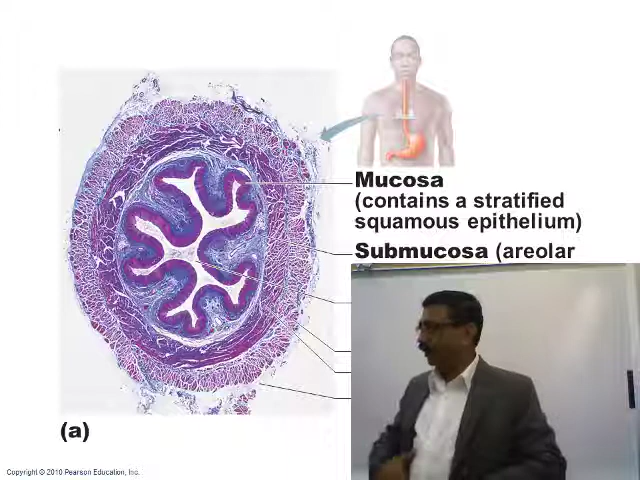 Mucosa
(contains a stratified
squamous epithelium)
Submucosa (areolar
(a)
Copyright © 2010 Pearson Education, Inc.